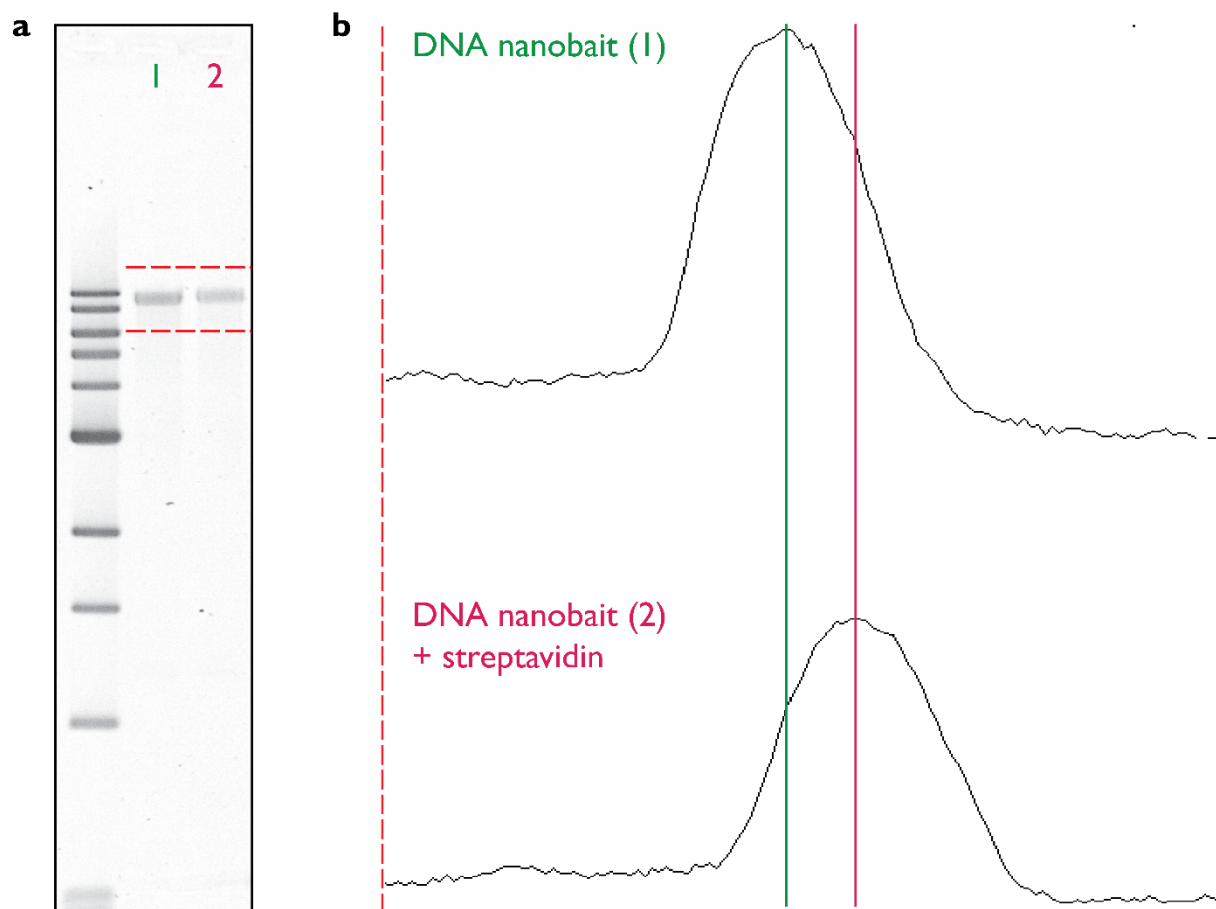 a
1 2
b
DNA nanobait (1)
DNA nanobait (2)
+ streptavidin